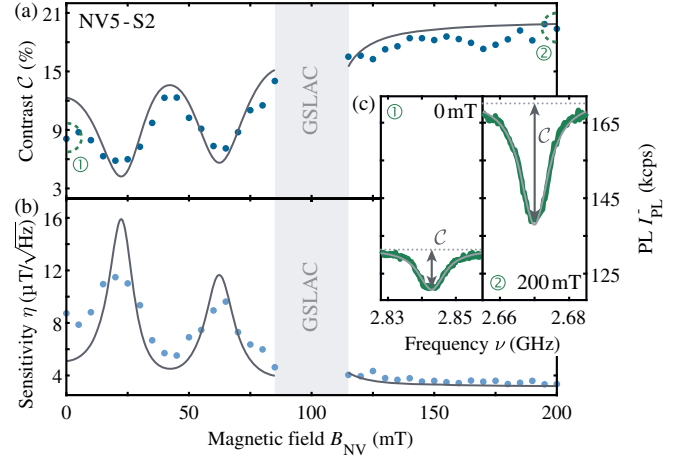 (a) NV5-S2
Contrast C (%)
21
15
9
3
GSLAC
①
②
(c)
①
0 mT
C
C
②
200 mT
165
145
125
PL I_PL (kcps)
2.83 2.85 2.66 2.68
Frequency ν (GHz)
(b)
Sensitivity η (µT/√Hz)
16
12
8
4
GSLAC
0 50 100 150 200
Magnetic field B_NV (mT)